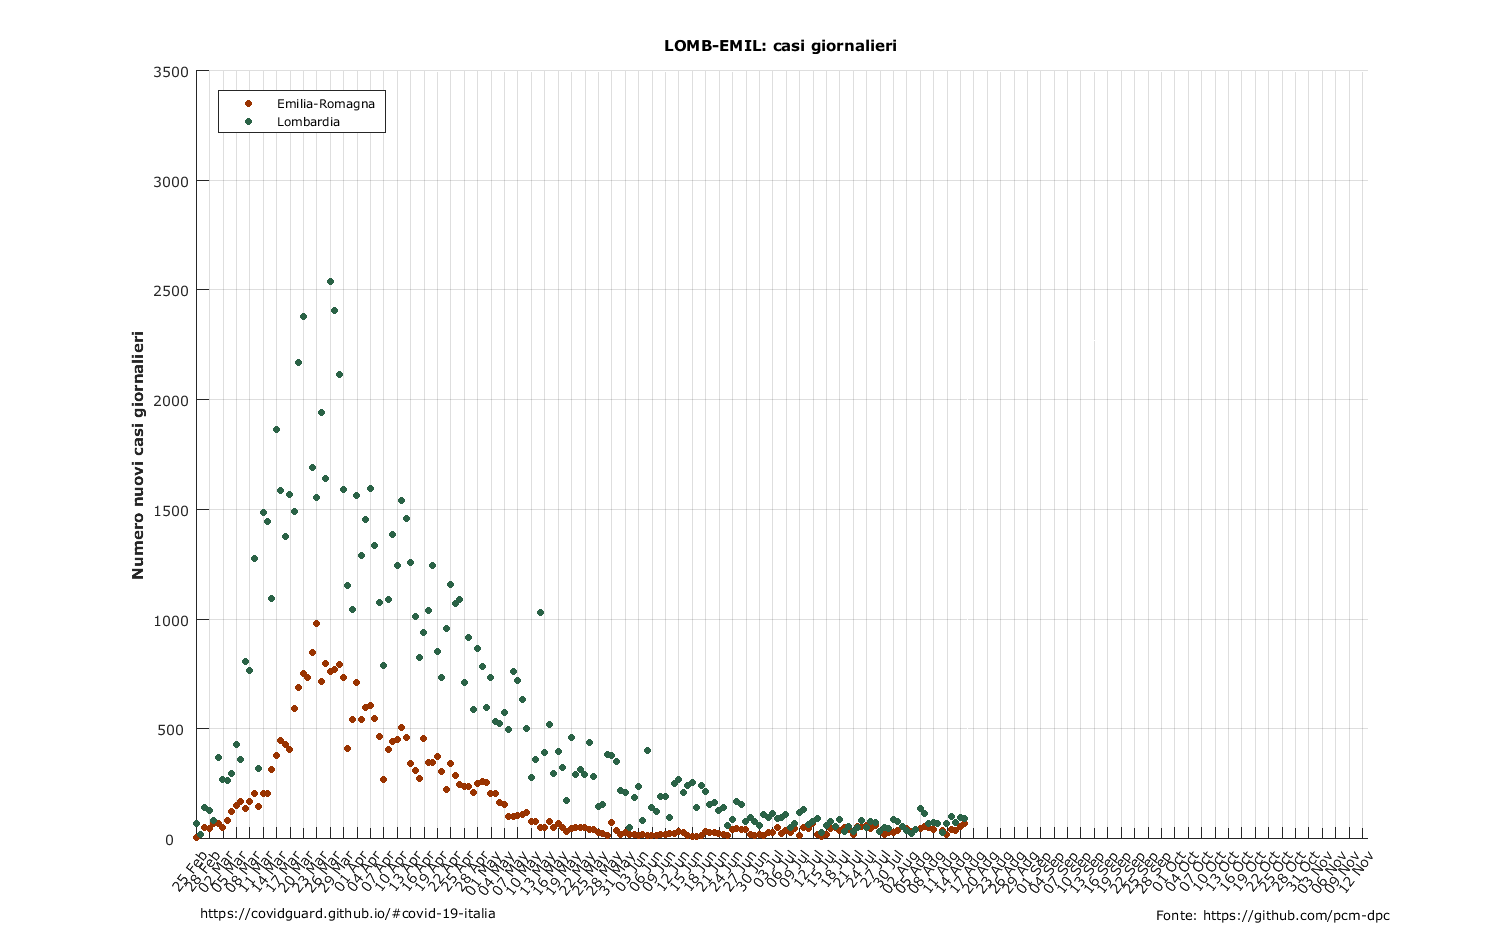 LOMB-EMIL: casi giornalieri
3500
Emilia-Romagna
Lombardia
3000
2500
2000
1500
1000
500
0
Numero nuovi casi giornalieri
25 Feb
28 Feb
02 Mar
05 Mar
08 Mar
11 Mar
14 Mar
17 Mar
20 Mar
23 Mar
26 Mar
29 Mar
01 Apr
04 Apr
07 Apr
10 Apr
13 Apr
16 Apr
19 Apr
22 Apr
25 Apr
28 Apr
01 May
04 May
07 May
10 May
13 May
16 May
19 May
22 May
25 May
28 May
31 May
03 Jun
06 Jun
09 Jun
12 Jun
15 Jun
18 Jun
21 Jun
24 Jun
27 Jun
30 Jun
03 Jul
06 Jul
09 Jul
12 Jul
15 Jul
18 Jul
21 Jul
24 Jul
27 Jul
30 Jul
02 Aug
05 Aug
08 Aug
11 Aug
14 Aug
17 Aug
20 Aug
23 Aug
26 Aug
29 Aug
01 Sep
04 Sep
07 Sep
10 Sep
13 Sep
16 Sep
19 Sep
22 Sep
25 Sep
28 Sep
01 Oct
04 Oct
07 Oct
10 Oct
13 Oct
16 Oct
19 Oct
22 Oct
25 Oct
28 Oct
31 Oct
03 Nov
06 Nov
09 Nov
12 Nov
https://covidguard.github.io/#covid-19-italia
Fonte: https://github.com/pcm-dpc